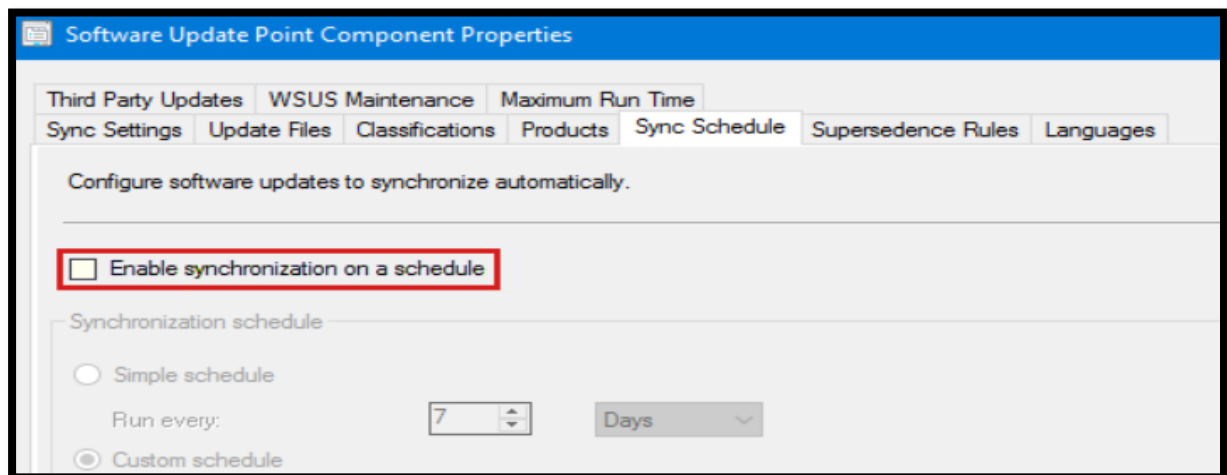 Software Update Point Component Properties
Third Party Updates WSUS Maintenance Maximum Run Time
Sync Settings Update Files Classifications Products Sync Schedule Supersedence Rules Languages
Configure software updates to synchronize automatically.
Enable synchronization on a schedule
Synchronization schedule
Simple schedule
Run every: 7 Days
Custom schedule